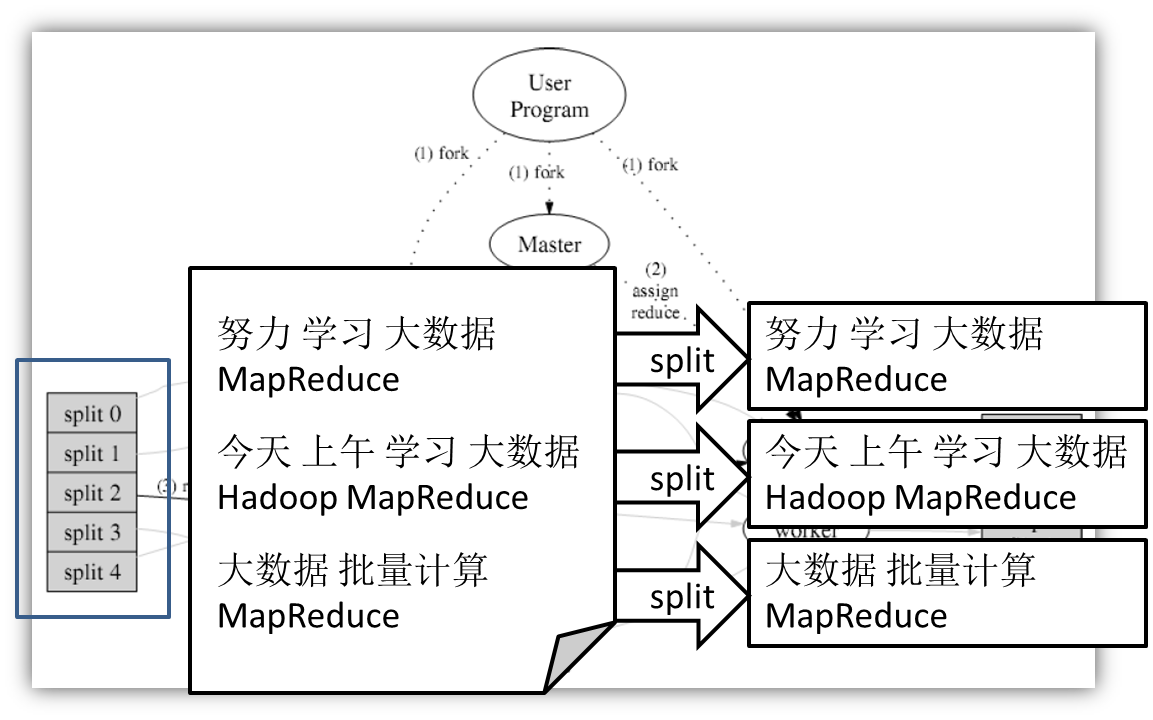 User
Program
(1) fork
(1) fork
(1) fork
Master
(2)
assign
reduce
努力 学习 大数据
MapReduce
今天 上午 学习 大数据
Hadoop MapReduce
大数据 批量计算
MapReduce
split
split
split
努力 学习 大数据
MapReduce
今天 上午 学习 大数据
Hadoop MapReduce
大数据 批量计算
MapReduce
split 0
split 1
split 2
split 3
split 4
(3)
worker